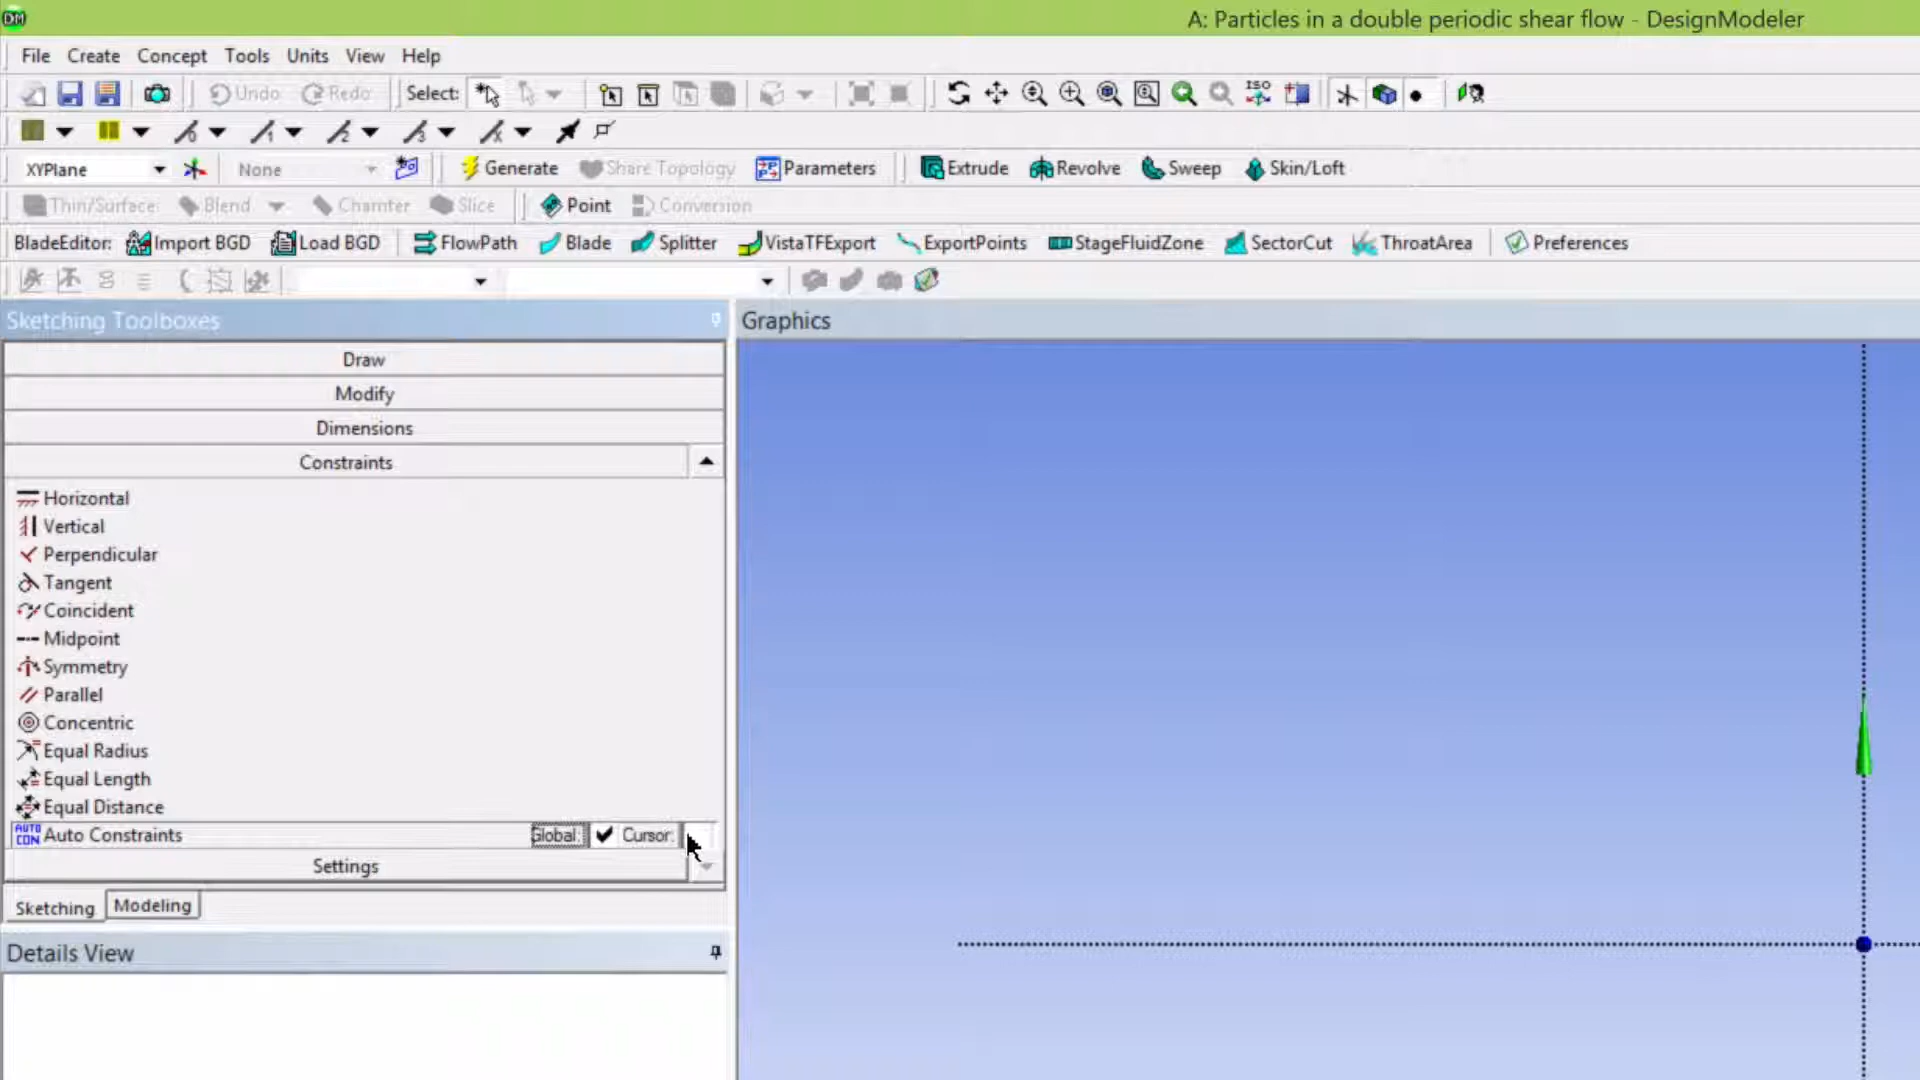 DM A: Particles in a double periodic shear flow - DesignModeler
File Create Concept Tools Units View Help
Undo Redo Select: ISO
XYPlane None Generate Share Topology Parameters Extrude Revolve Sweep Skin/Loft
Thin/Surface Blend Chamfer Slice Point Conversion
BladeEditor: Import BGD Load BGD FlowPath Blade Splitter VistaTFExport ExportPoints StageFluidZone SectorCut ThroatArea Preferences
Sketching Toolboxes
Graphics
Draw
Modify
Dimensions
Constraints
Horizontal
Vertical
Perpendicular
Tangent
Coincident
Midpoint
Symmetry
Parallel
Concentric
Equal Radius
Equal Length
Equal Distance
AUTO CON Auto Constraints Global: Cursor:
Settings
Sketching Modeling
Details View